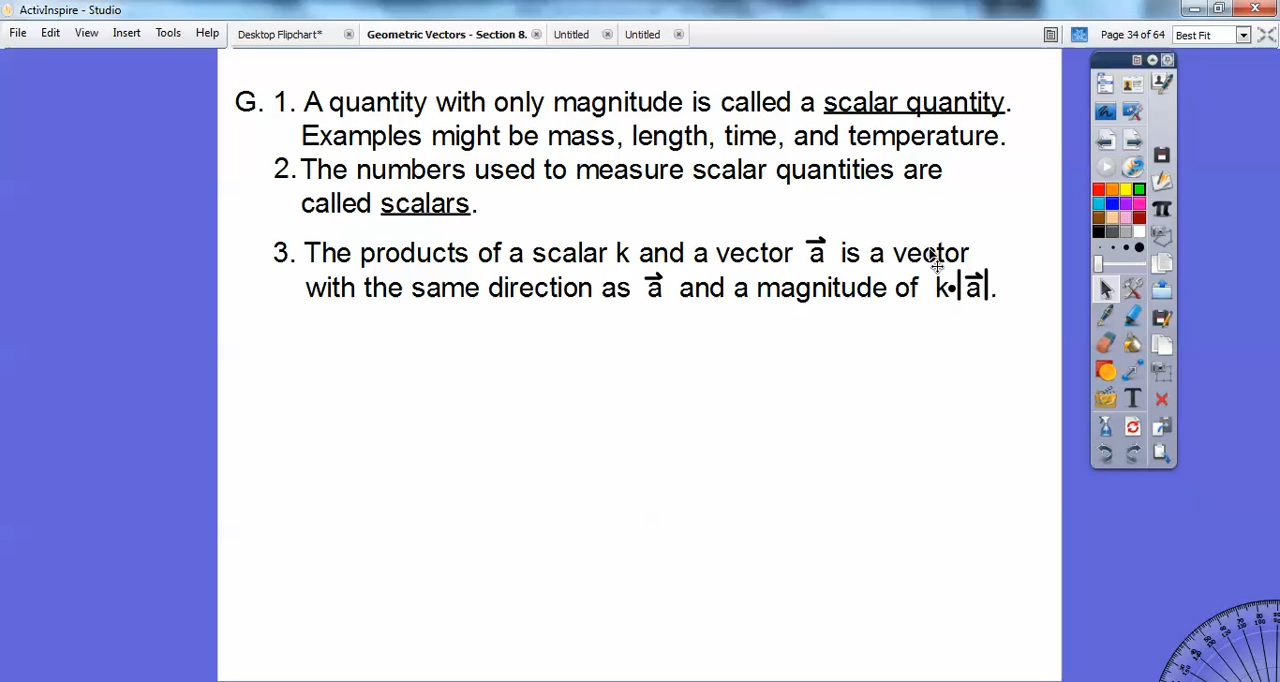 ActivInspire - Studio
File Edit View Insert Tools Help
Desktop Flipchart* Geometric Vectors - Section 8. Untitled Untitled
Page 34 of 64 Best Fit
G. 1. A quantity with only magnitude is called a scalar quantity.
Examples might be mass, length, time, and temperature.
2. The numbers used to measure scalar quantities are
called scalars.
3. The products of a scalar k and a vector a⃗ is a vector
with the same direction as a⃗ and a magnitude of k•|a⃗|.